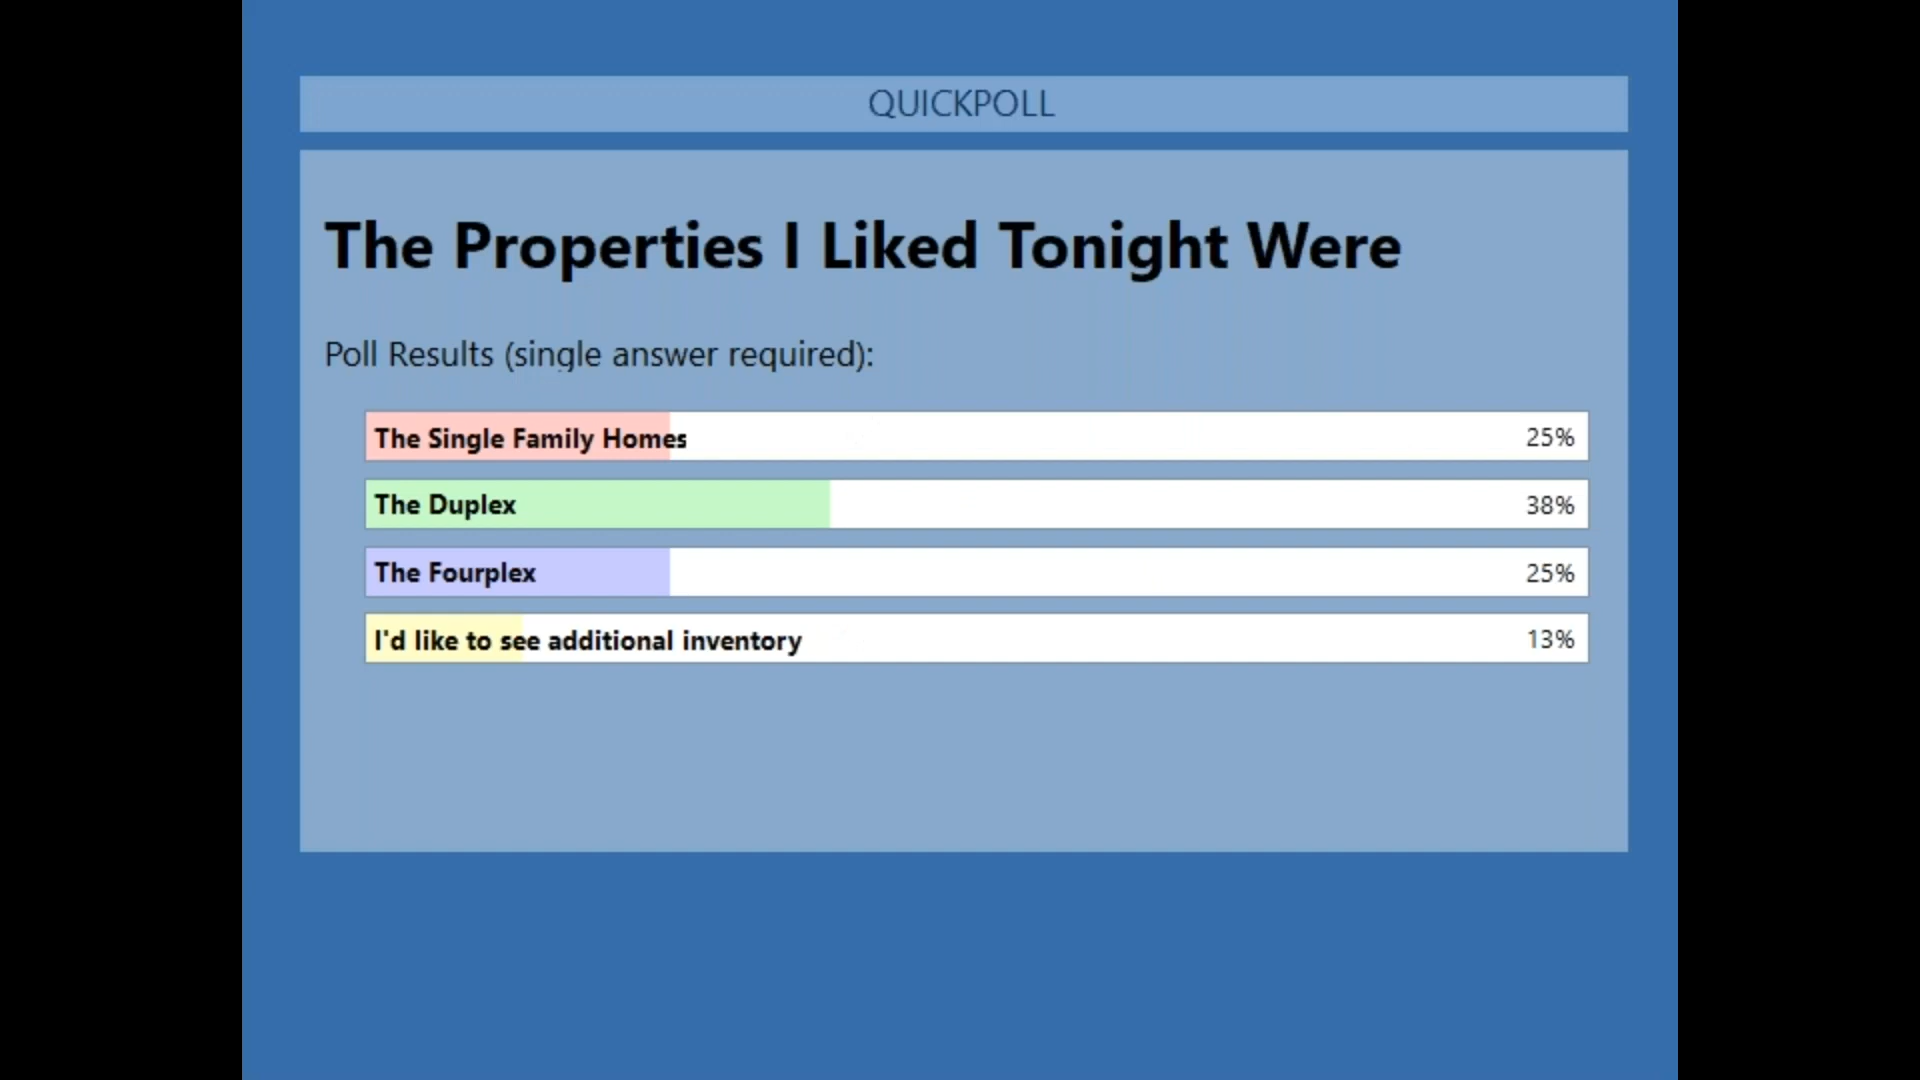 QUICKPOLL
The Properties I Liked Tonight Were
Poll Results (single answer required):
The Single Family Homes 25%
The Duplex 38%
The Fourplex 25%
I'd like to see additional inventory 13%